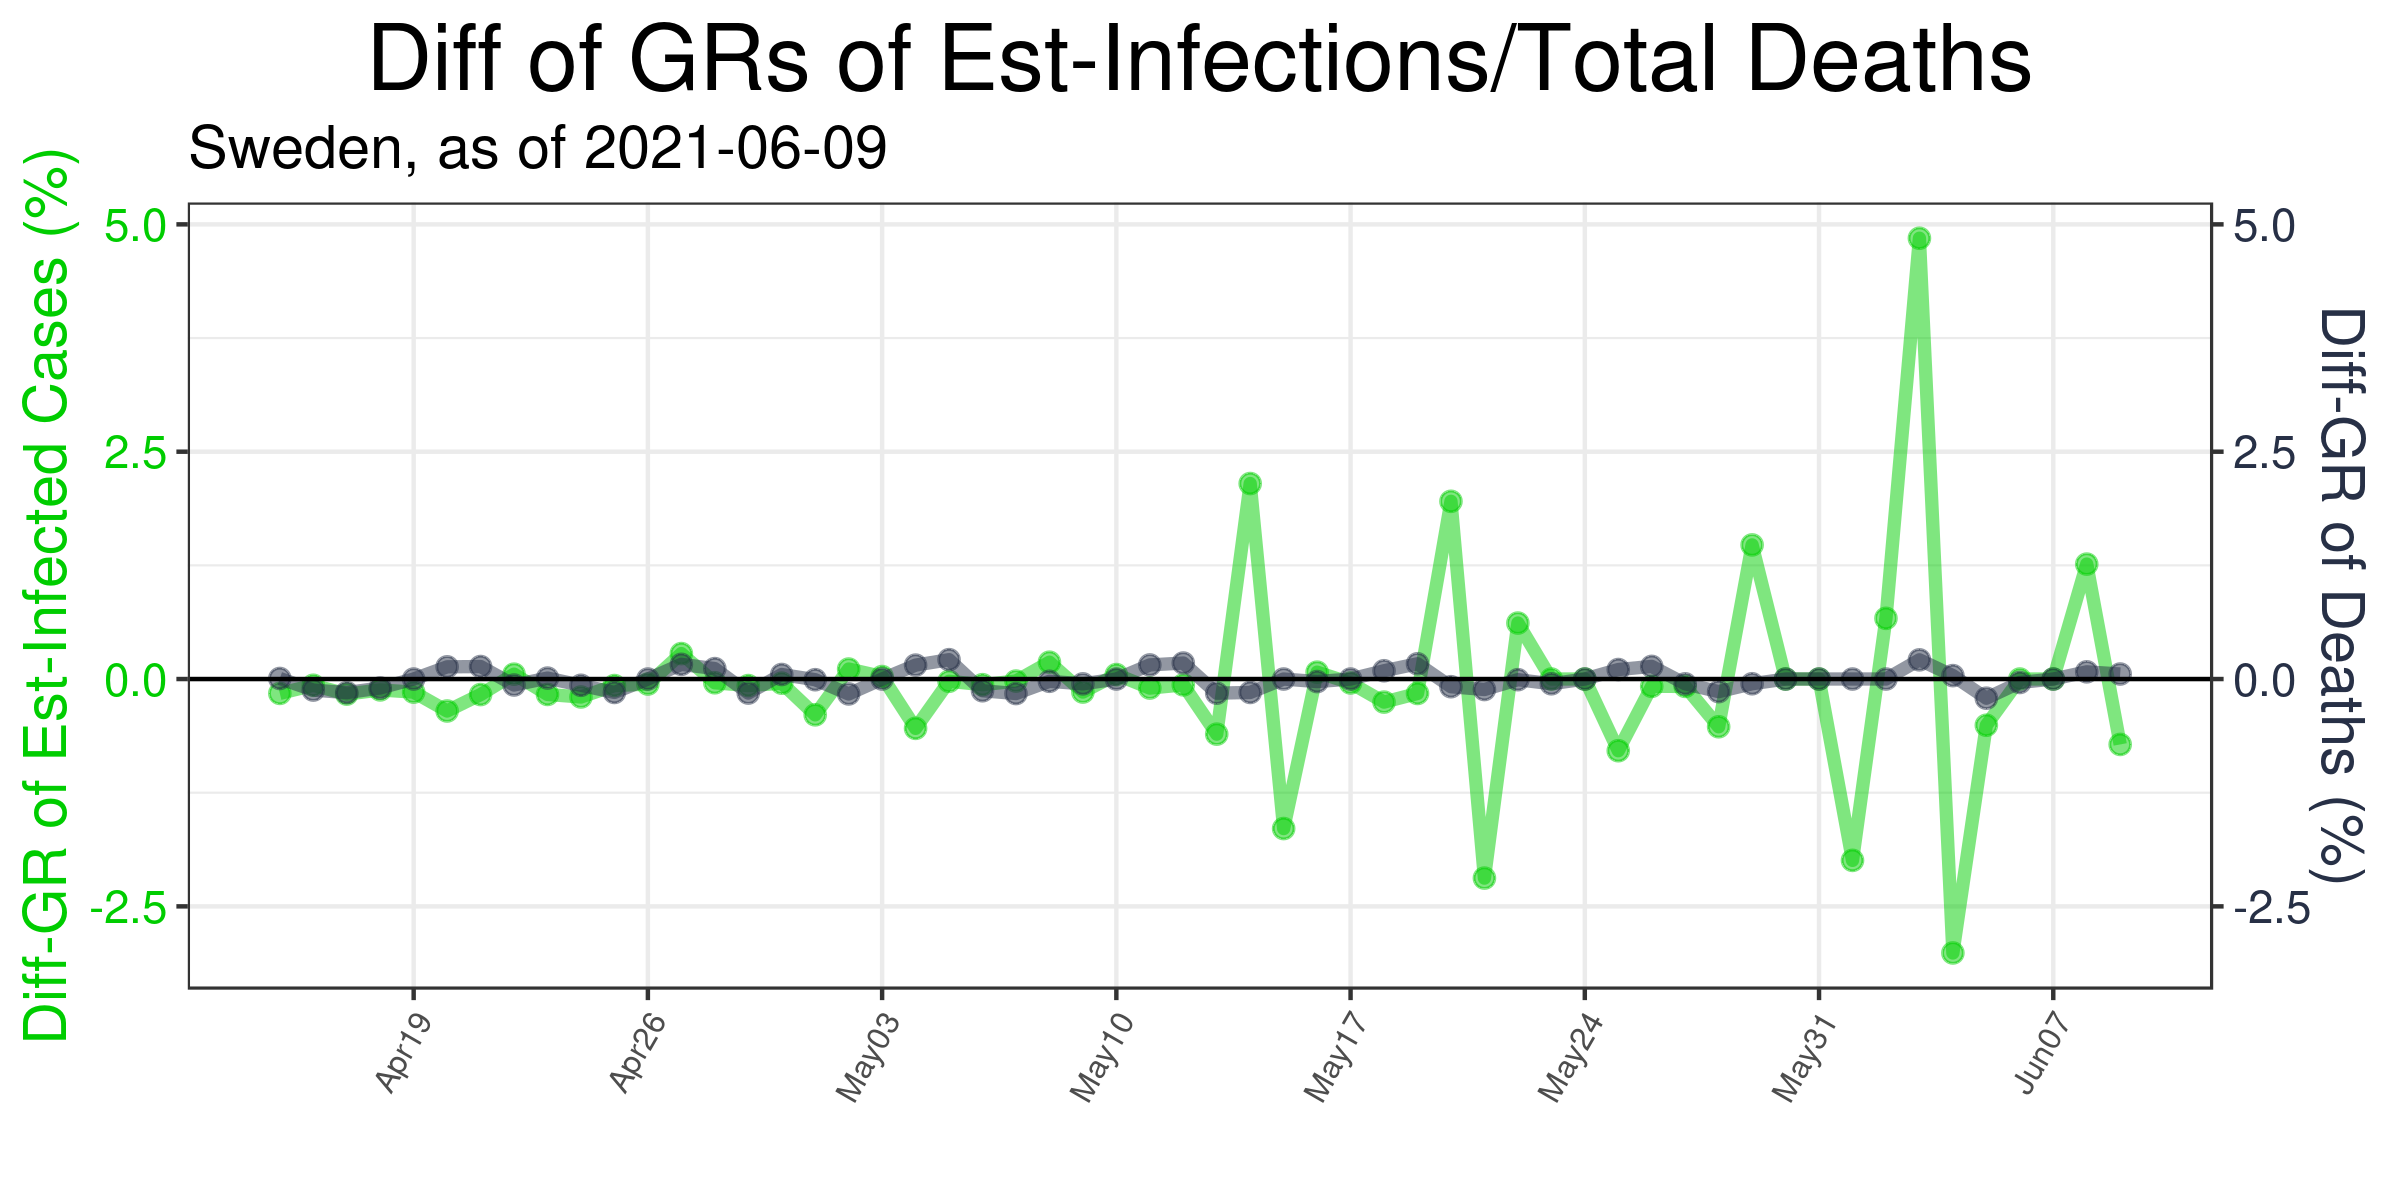 Diff of GRs of Est-Infections/Total Deaths
Sweden, as of 2021-06-09
Diff-GR of Est-Infected Cases (%)
5.0
2.5
0.0
-2.5
5.0
2.5
0.0
-2.5
Diff-GR of Deaths (%)
Apr19
Apr26
May03
May10
May17
May24
May31
Jun07